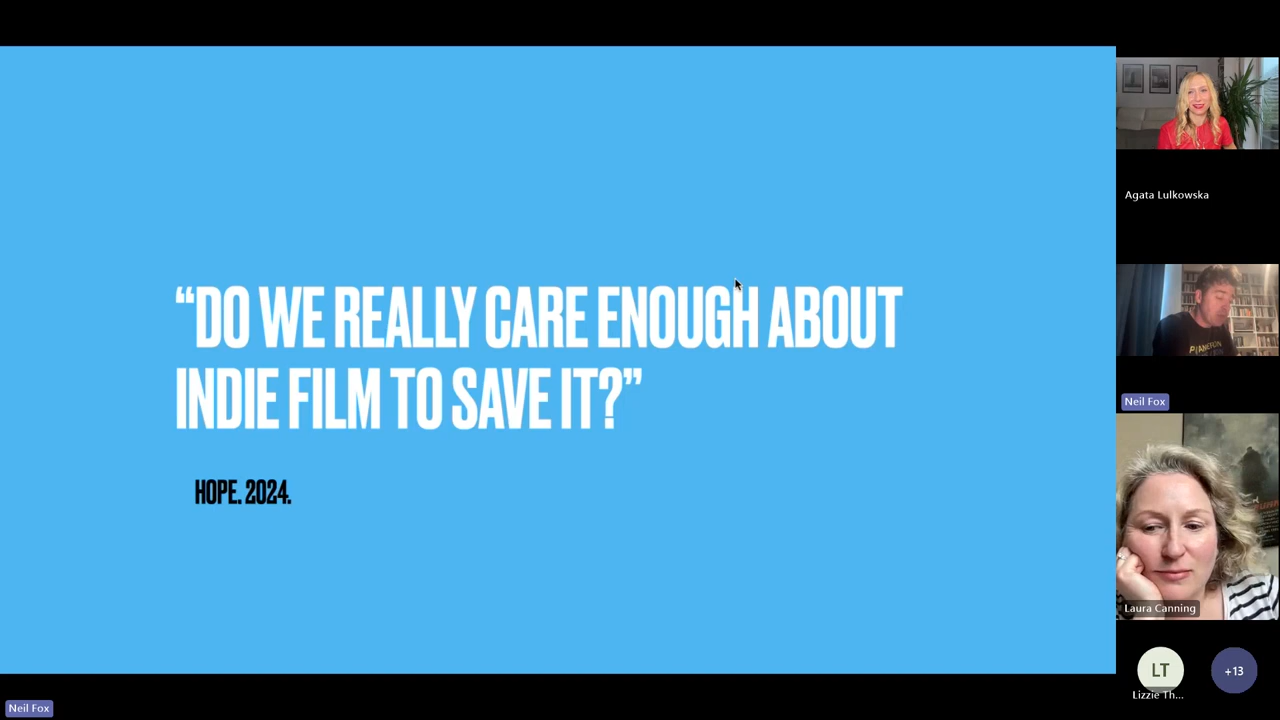 “DO WE REALLY CARE ENOUGH ABOUT
INDIE FILM TO SAVE IT?”
HOPE. 2024.
Agata Lulkowska
Neil Fox
Laura Canning
LT
+13
Lizzie Th...
Neil Fox